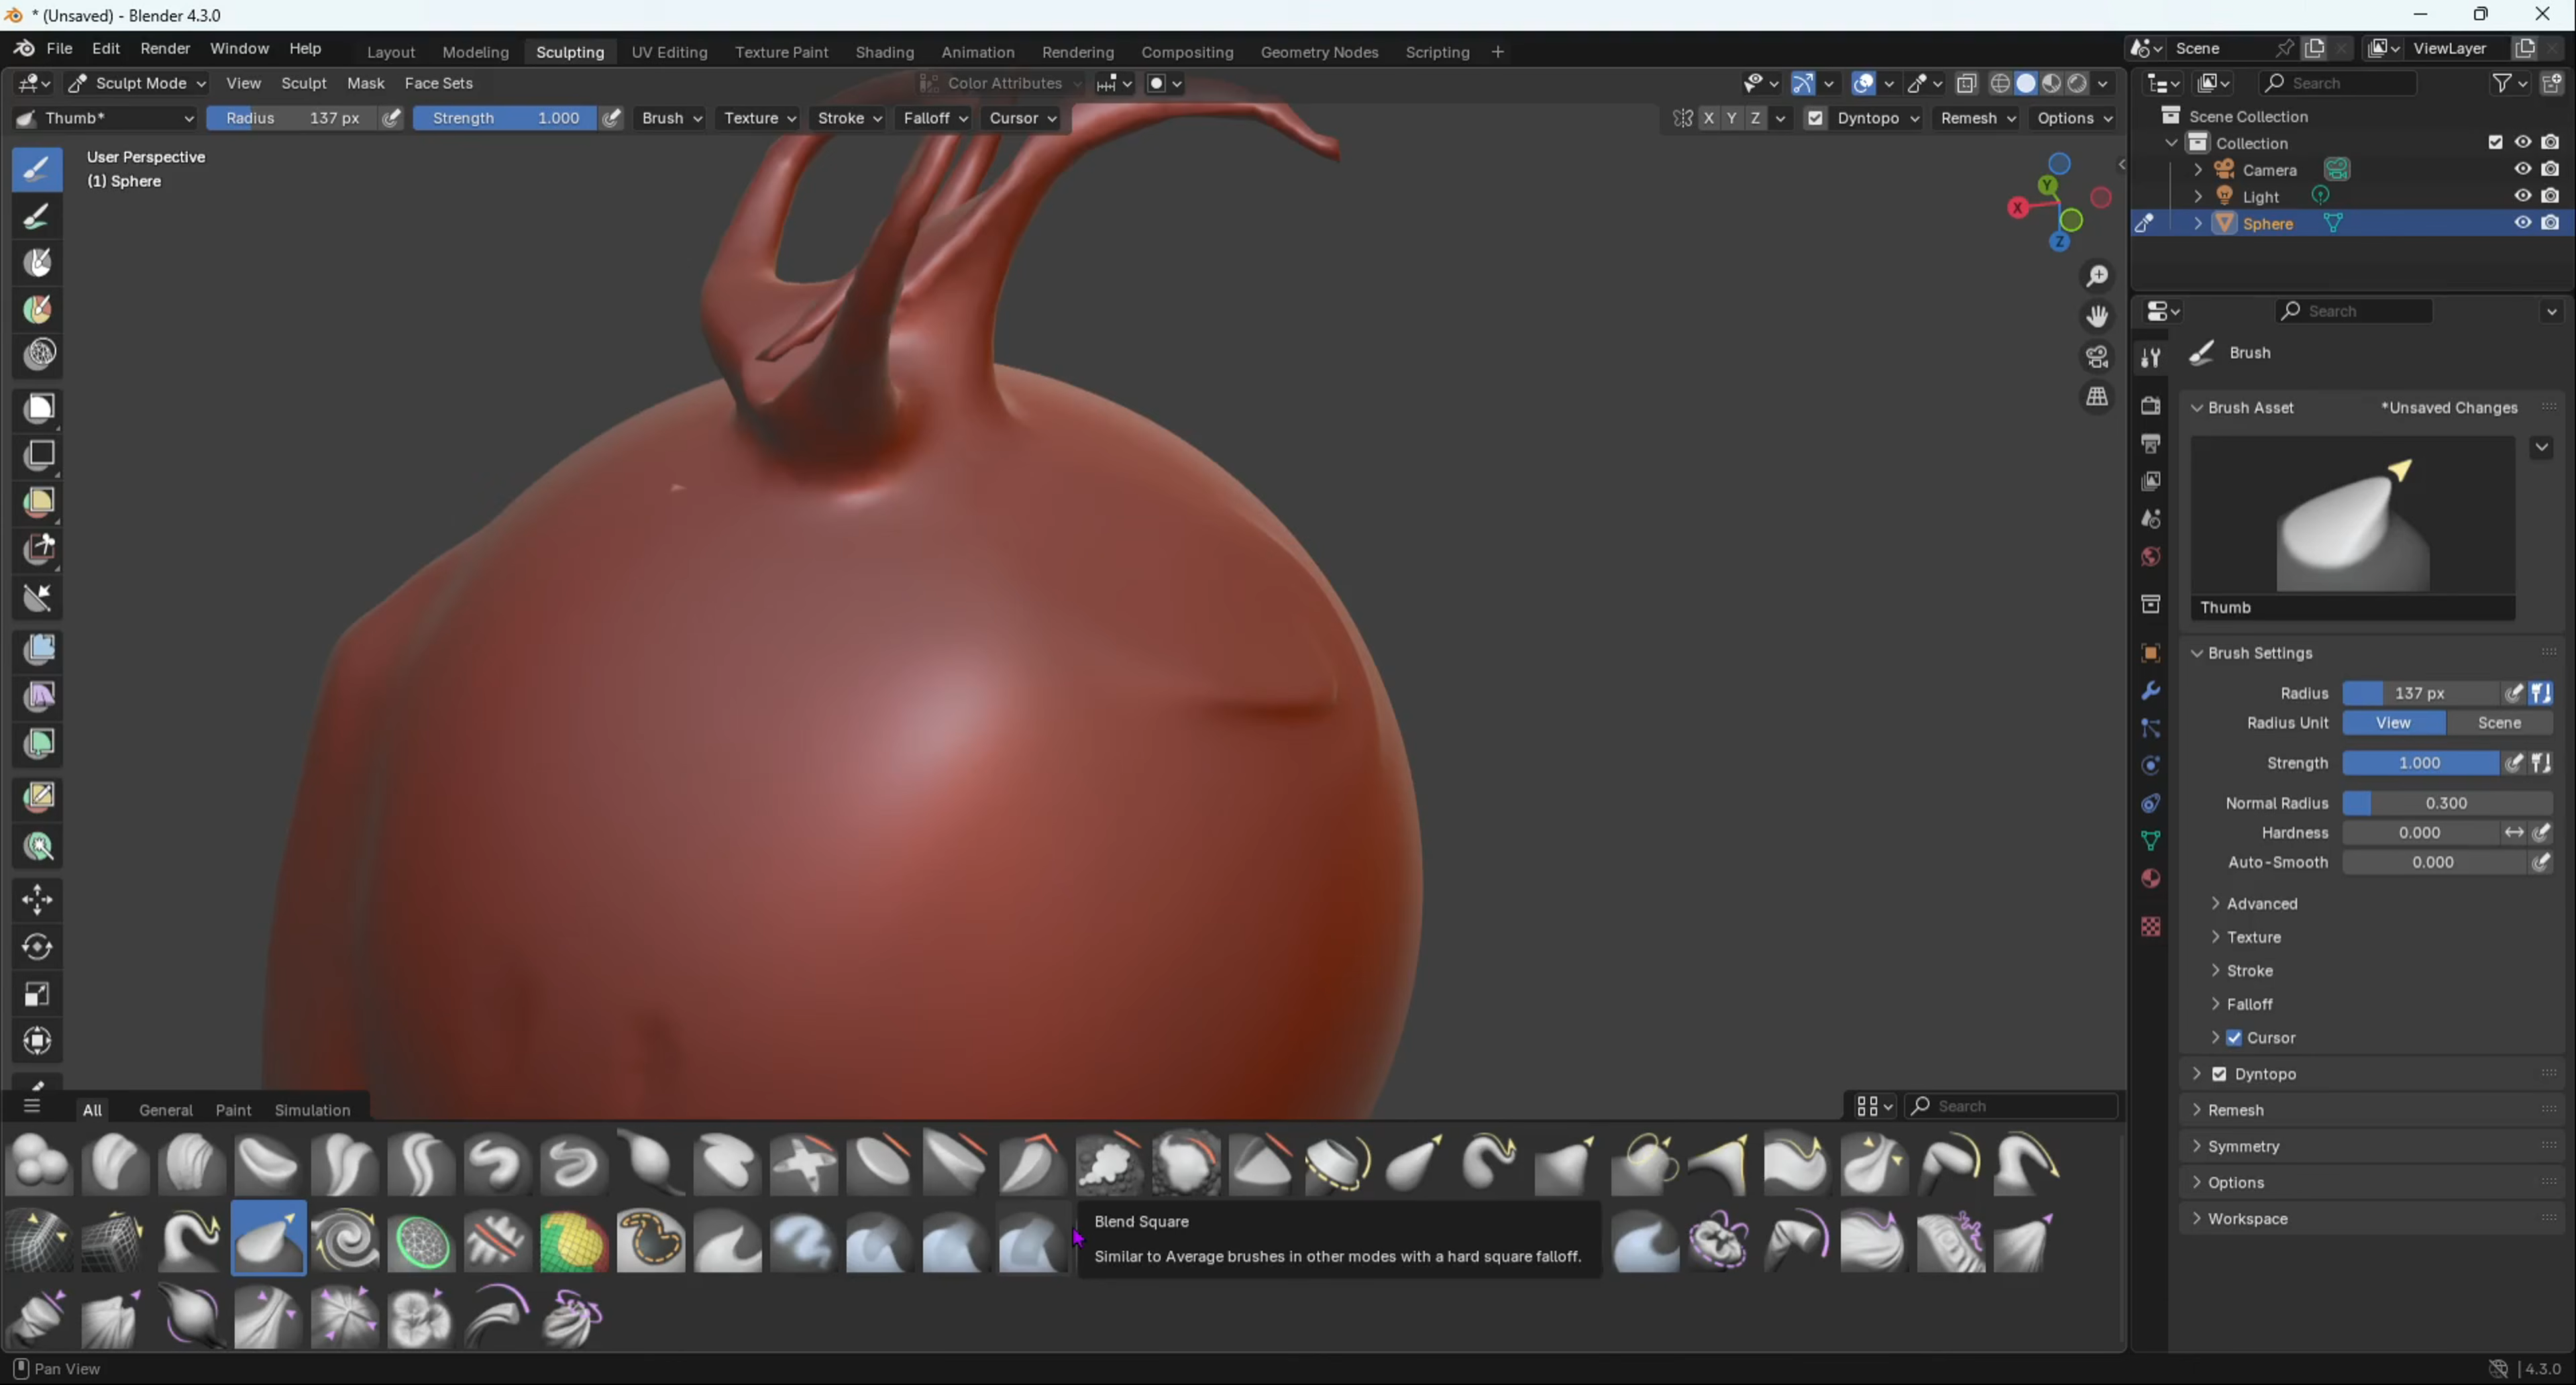 * (Unsaved) - Blender 4.3.0
File Edit Render Window Help Layout Modeling Sculpting UV Editing Texture Paint Shading Animation Rendering Compositing Geometry Nodes Scripting + Scene ViewLayer
Sculpt Mode View Sculpt Mask Face Sets Color Attributes Search
Thumb* Radius 137 px Strength 1.000 Brush Texture Stroke Falloff Cursor X Y Z Dyntopo Remesh Options
User Perspective
(1) Sphere
Y
X
Z
Scene Collection
Collection
Camera
Light
Sphere
Search
Brush
Brush Asset *Unsaved Changes
Thumb
Brush Settings
Radius 137 px
Radius Unit View Scene
Strength 1.000
Normal Radius 0.300
Hardness 0.000
Auto-Smooth 0.000
Advanced
Texture
Stroke
Falloff
Cursor
Dyntopo
Remesh
Symmetry
Options
Workspace
All General Paint Simulation Search
Blend Square
Similar to Average brushes in other modes with a hard square falloff.
Pan View 4.3.0